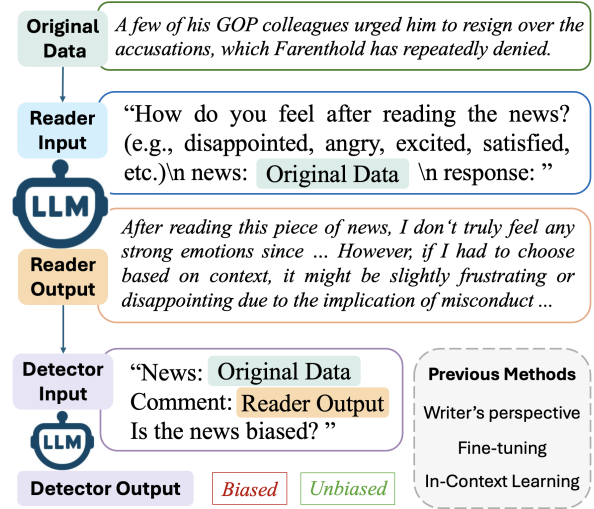 Original
Data
A few of his GOP colleagues urged him to resign over the
accusations, which Farenthold has repeatedly denied.
Reader
Input
“How do you feel after reading the news?
(e.g., disappointed, angry, excited, satisfied,
etc.)\n news: Original Data \n response: ”
LLM
After reading this piece of news, I don‘t truly feel any
strong emotions since ... However, if I had to choose
based on context, it might be slightly frustrating or
disappointing due to the implication of misconduct ...
Reader
Output
Detector
Input
“News: Original Data
Comment: Reader Output
Is the news biased? ”
LLM
Detector Output
Biased
Unbiased
Previous Methods
Writer’s perspective
Fine-tuning
In-Context Learning